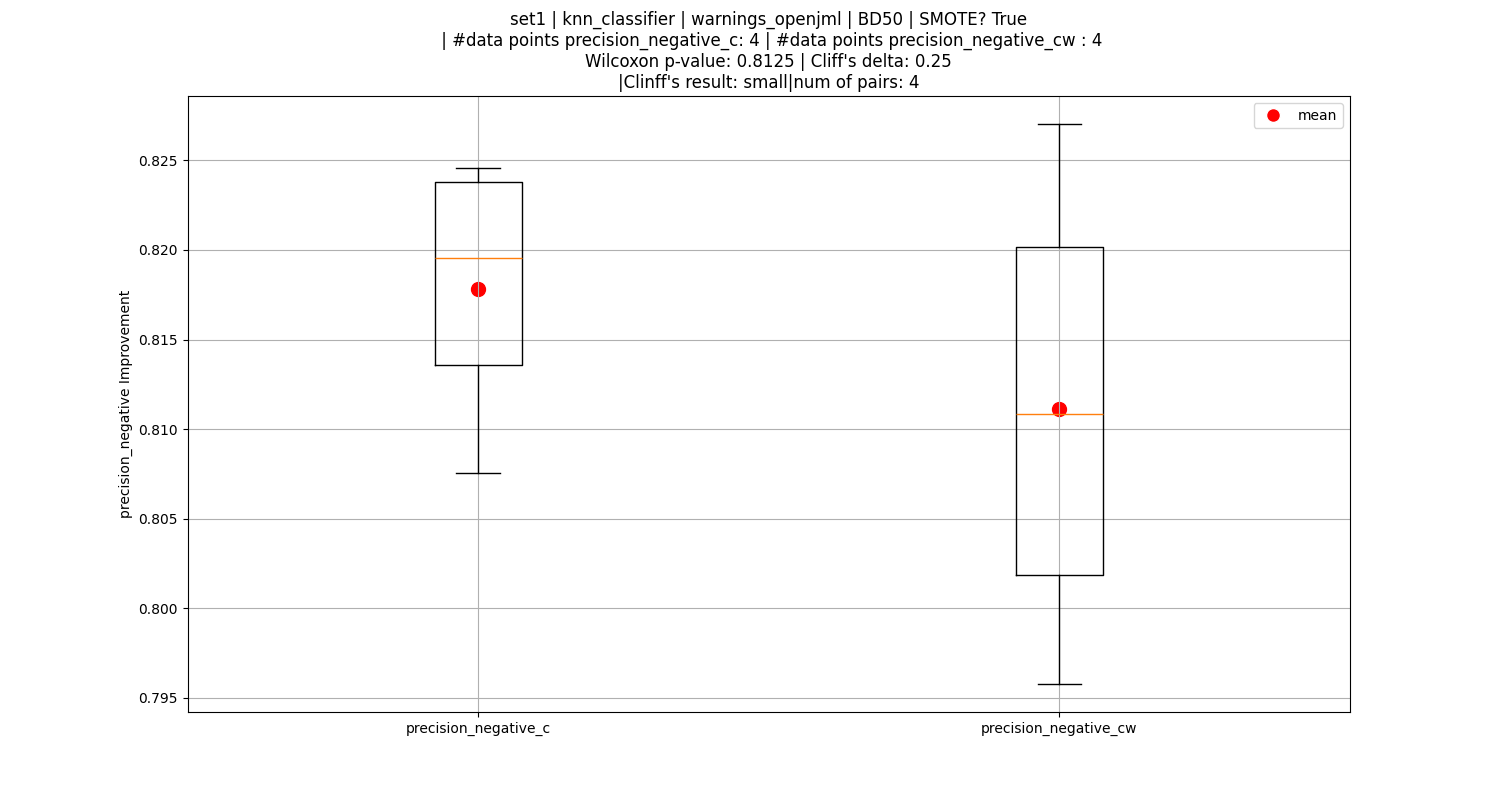 set1 | knn_classifier | warnings_openjml | BD50 | SMOTE? True
| #data points precision_negative_c: 4 | #data points precision_negative_cw : 4
Wilcoxon p-value: 0.8125 | Cliff's delta: 0.25
|Clinff's result: small|num of pairs: 4
mean
precision_negative Improvement
0.825
0.820
0.815
0.810
0.805
0.800
0.795
precision_negative_c
precision_negative_cw